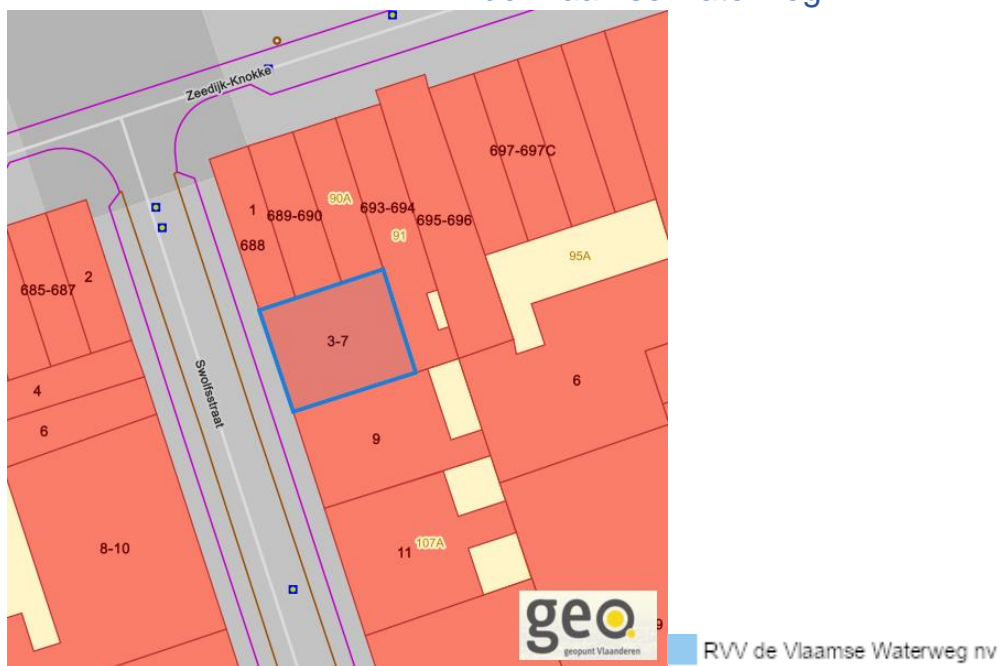 Zeedijk-Knokke
697-697C
90A
693-694
1
689-690
695-696
91
688
95A
2
685-687
3-7
Swolfsstraat
4
6
6
9
8-10
11
107A
9
geo
geopunt Vlaanderen
RVV de Vlaamse Waterweg nv